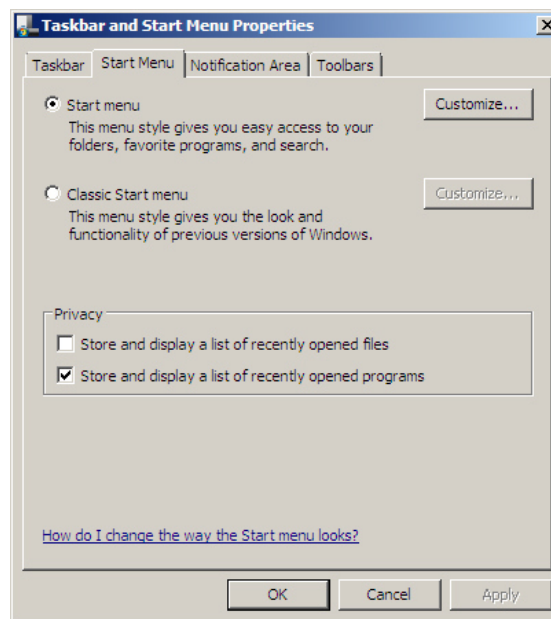 Taskbar and Start Menu Properties
Taskbar Start Menu Notification Area Toolbars
Start menu Customize...
This menu style gives you easy access to your
folders, favorite programs, and search.
Classic Start menu Customize...
This menu style gives you the look and
functionality of previous versions of Windows.
Privacy
Store and display a list of recently opened files
Store and display a list of recently opened programs
How do I change the way the Start menu looks?
OK Cancel Apply